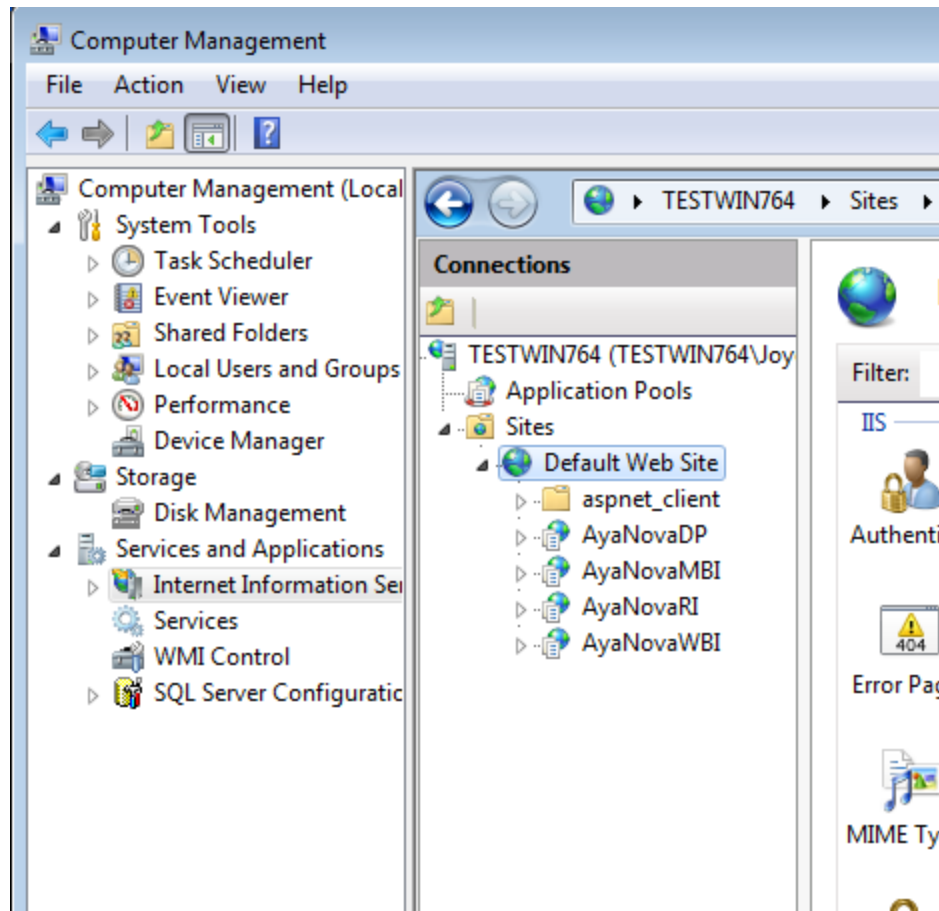 Computer Management
File Action View Help
Computer Management (Local
System Tools
Task Scheduler
Event Viewer
Shared Folders
Local Users and Groups
Performance
Device Manager
Storage
Disk Management
Services and Applications
Internet Information Ser
Services
WMI Control
SQL Server Configuratic
TESTWIN764 Sites
Connections
TESTWIN764 (TESTWIN764\Joy
Application Pools
Sites
Default Web Site
aspnet_client
AyaNovaDP
AyaNovaMBI
AyaNovaRI
AyaNovaWBI
Filter:
IIS
Authenti
404
Error Pag
MIME Ty